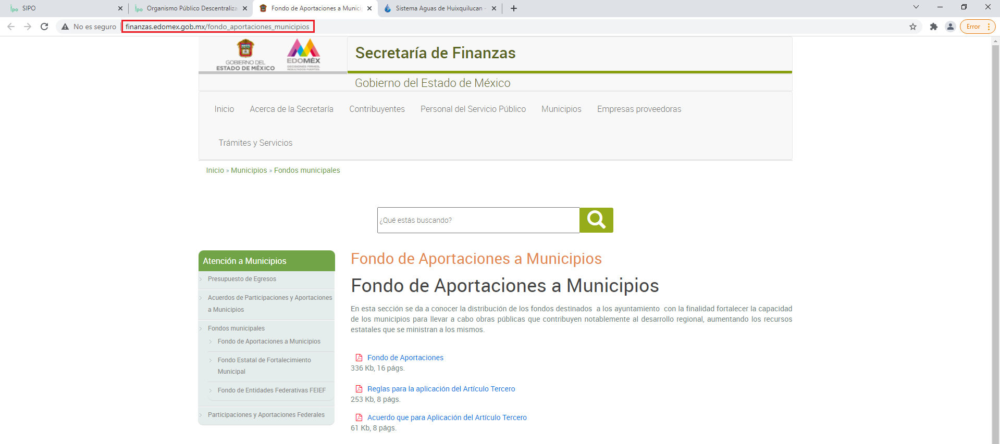 SIPO
Organismo Público Descentraliza
Fondo de Aportaciones a Munici
Sistema Aguas de Huixquilucan -
No es seguro
finanzas.edomex.gob.mx/fondo_aportaciones_municipios
Error
GOBIERNO DEL
ESTADO DE MÉXICO
EDOMÉX
DECISIONES FIRMES,
RESULTADOS FUERTES.
Secretaría de Finanzas
Gobierno del Estado de México
Inicio Acerca de la Secretaría Contribuyentes Personal del Servicio Público Municipios Empresas proveedoras
Trámites y Servicios
Inicio » Municipios » Fondos municipales
¿Qué estás buscando?
Atención a Municipios
Presupuesto de Egresos
Acuerdos de Participaciones y Aportaciones
a Municipios
Fondos municipales
Fondo de Aportaciones a Municipios
Fondo Estatal de Fortalecimiento
Municipal
Fondo de Entidades Federativas FEIEF
Participaciones y Aportaciones Federales
Fondo de Aportaciones a Municipios
Fondo de Aportaciones a Municipios
En esta sección se da a conocer la distribución de los fondos destinados a los ayuntamiento con la finalidad fortalecer la capacidad
de los municipios para llevar a cabo obras públicas que contribuyen notablemente al desarrollo regional, aumentando los recursos
estatales que se ministran a los mismos.
Fondo de Aportaciones
336 Kb, 16 págs.
Reglas para la aplicación del Artículo Tercero
253 Kb, 8 págs.
Acuerdo que para Aplicación del Artículo Tercero
61 Kb, 8 págs.